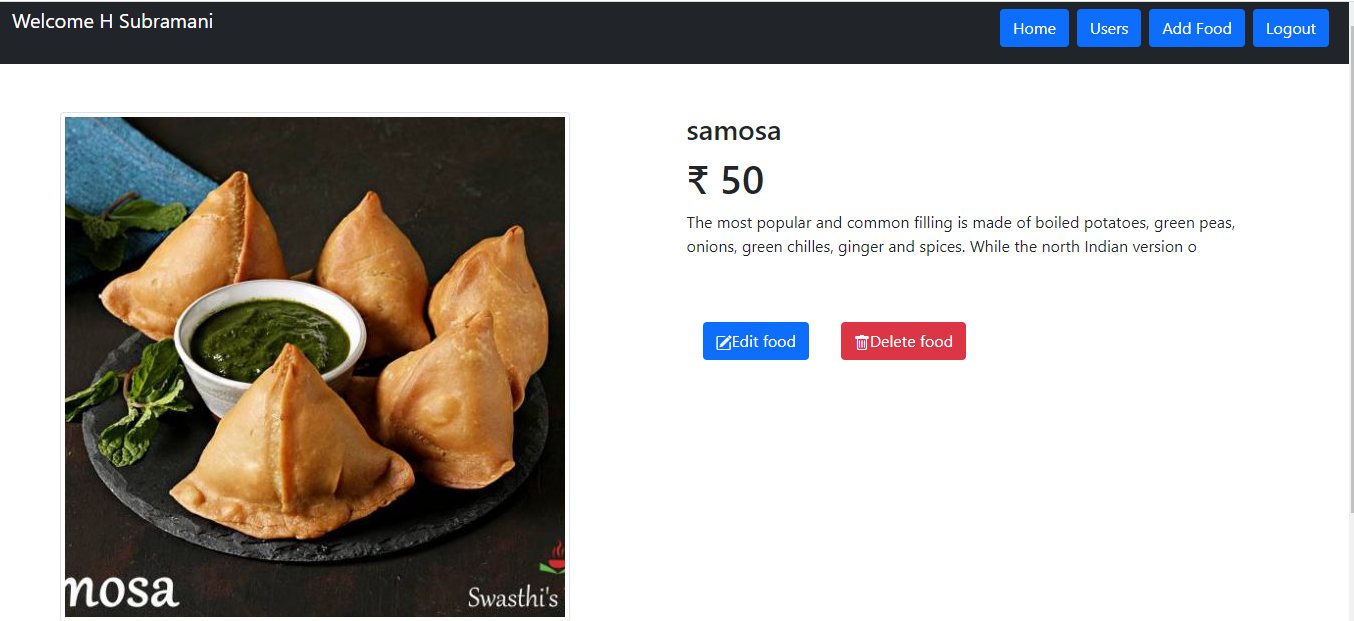 Welcome H Subramani
Home
Users
Add Food
Logout
samosa
₹ 50
The most popular and common filling is made of boiled potatoes, green peas,
onions, green chilles, ginger and spices. While the north Indian version o
Edit food
Delete food
mosa
Swasthi's